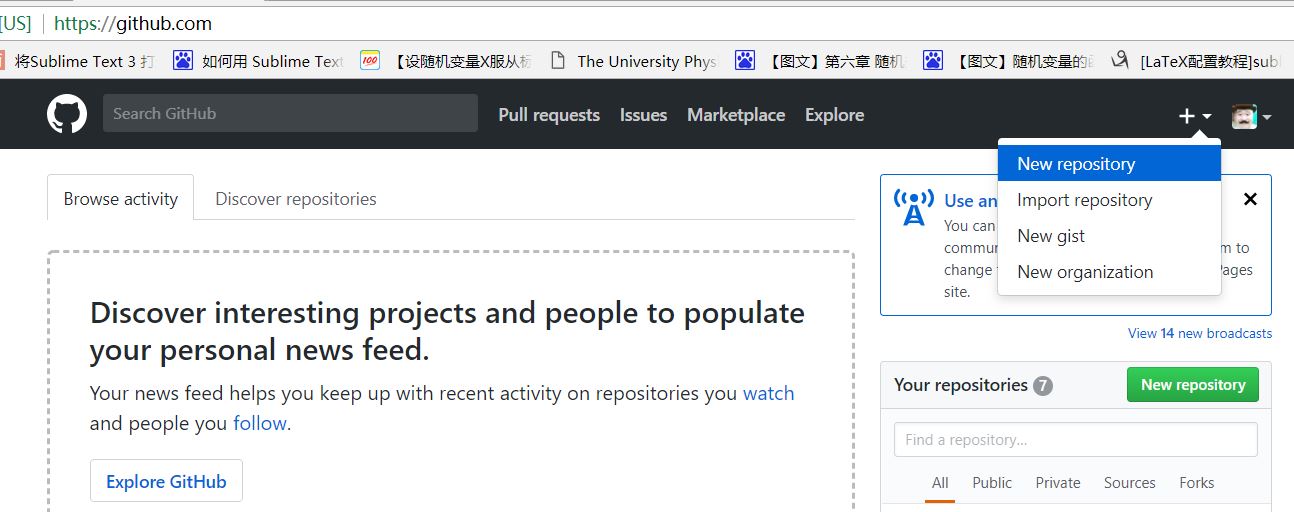 [US] https://github.com
将Sublime Text 3 打 如何用 Sublime Text 【设随机变量X服从标 The University Phys 【图文】第六章 随机 【图文】随机变量的 [LaTeX配置教程]subl
Search GitHub Pull requests Issues Marketplace Explore
New repository
Import repository
New gist
New organization
Browse activity Discover repositories
Use an
You can
commun m to
change Pages
site.
View 14 new broadcasts
Discover interesting projects and people to populate
your personal news feed.
Your news feed helps you keep up with recent activity on repositories you watch
and people you follow.
Explore GitHub
Your repositories 7 New repository
Find a repository...
All Public Private Sources Forks